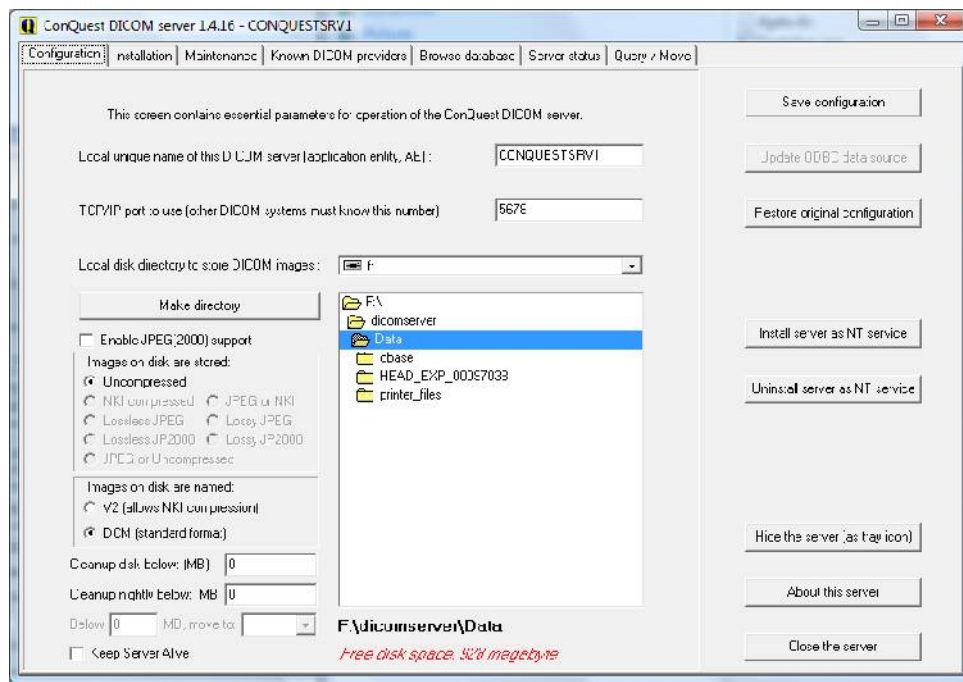 ConQuest DICOM server 1.4.16 - CONQUESTSRV1
Configuration Installation Maintenance Known DICOM providers Browse database Server status Query / Move
This screen contains essential parameters for operation of the ConQuest DICOM server.
Local unique name of this DICOM server (application entity, AE) : CONQUESTSRV1
TCP/IP port to use (other DICOM systems must know this number) 5678
Local disk directory to store DICOM images : f:
Make directory
F:\
dicomserver
Data
cbase
printer_files
Enable JPEG(2000) support
Images on disk are stored:
Uncompressed
NKI compressed JPEG or NKI
Lossless JPEG Lossy JPEG
Lossless JP2000 Lossy JP2000
JPEG or Uncompressed
Images on disk are named:
V2 (allows NKI compression)
DCM (standard format)
Cleanup disk below: (MB) 0
Cleanup nightly below: MB 0
Below 0 MB, move to:
Keep Server Alive
F:\dicomserver\Data
Free disk space: 928 megabyte
Save configuration
Update ODBC data source
Restore original configuration
Install server as NT service
Uninstall server as NT service
Hide the server (as tray icon)
About this server
Close the server